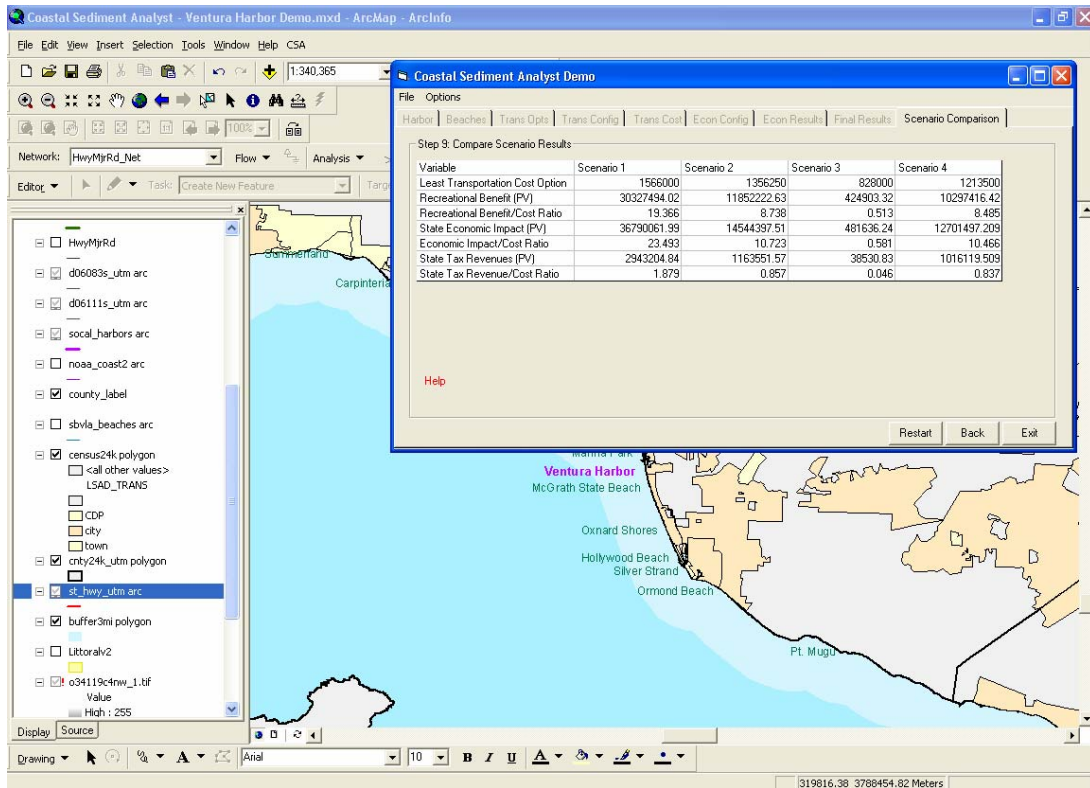 Coastal Sediment Analyst - Ventura Harbor Demo.mxd - ArcMap - ArcInfo
File Edit View Insert Selection Tools Window Help CSA
1:340,365
100%
Network: HwyMjrRd_Net Flow Analysis
Editor Task: Create New Feature Targ
HwyMjrRd
d06083s_utm arc
d06111s_utm arc
socal_harbors arc
noaa_coast2 arc
county_label
sbvla_beaches arc
census24k polygon
<all other values>
LSAD_TRANS
CDP
city
town
cnty24k_utm polygon
st_hwy_utm arc
buffer3mi polygon
Littoralv2
o34119c4nw_1.tif
Value
High : 255
Display Source
Summerland
Carpinteria
Coastal Sediment Analyst Demo
File Options
Harbor Beaches Trans Opts Trans Config Trans Cost Econ Config Econ Results Final Results Scenario Comparison
Step 9: Compare Scenario Results
Variable Scenario 1 Scenario 2 Scenario 3 Scenario 4
Least Transportation Cost Option 1566000 1356250 828000 1213500
Recreational Benefit (PV) 30327494.02 11852222.63 424903.32 10297416.42
Recreational Benefit/Cost Ratio 19.366 8.738 0.513 8.485
State Economic Impact (PV) 36790061.99 14544397.51 481636.24 12701497.209
Economic Impact/Cost Ratio 23.493 10.723 0.581 10.466
State Tax Revenues (PV) 2943204.84 1163551.57 38530.83 1016119.509
State Tax Revenue/Cost Ratio 1.879 0.857 0.046 0.837
Help
Restart Back Exit
Marina Park
Ventura Harbor
McGrath State Beach
Oxnard Shores
Hollywood Beach
Silver Strand
Ormond Beach
Pt. Mugu
Drawing A Arial 10 B I U A
319816.38 3788454.82 Meters